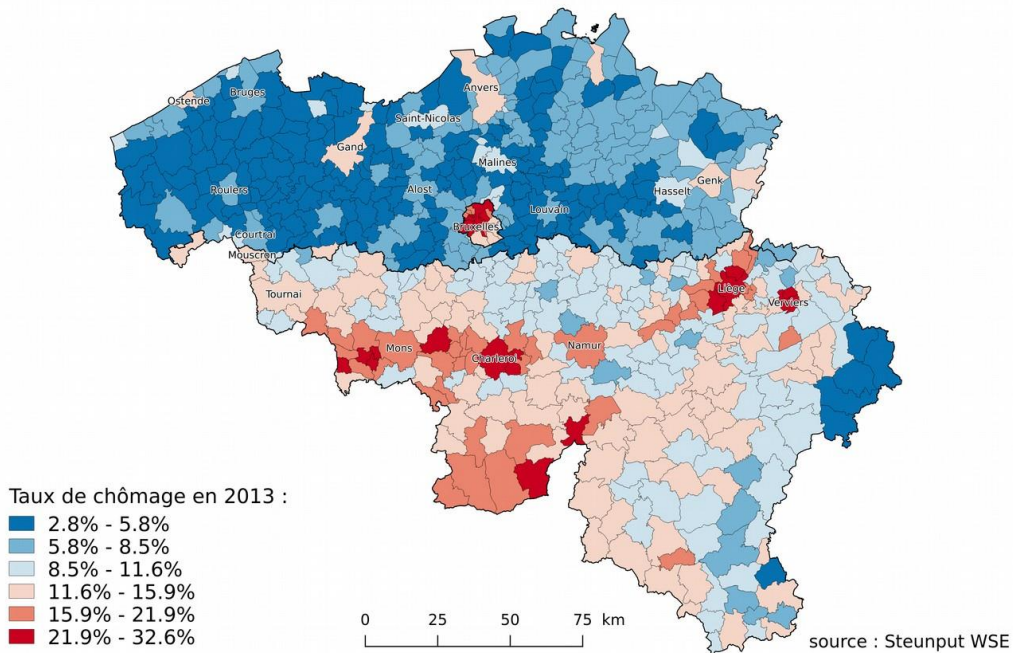 Anvers
Bruges
Ostende
Saint-Nicolas
Gand
Malines
Genk
Roulers
Alost
Hasselt
Louvain
Bruxelles
Courtrai
Mouscron
Liège
Tournai
Verviers
Mons
Namur
Charleroi
Taux de chômage en 2013 :
2.8% - 5.8%
5.8% - 8.5%
8.5% - 11.6%
11.6% - 15.9%
15.9% - 21.9%
21.9% - 32.6%
0 25 50 75 km
source : Steunput WSE